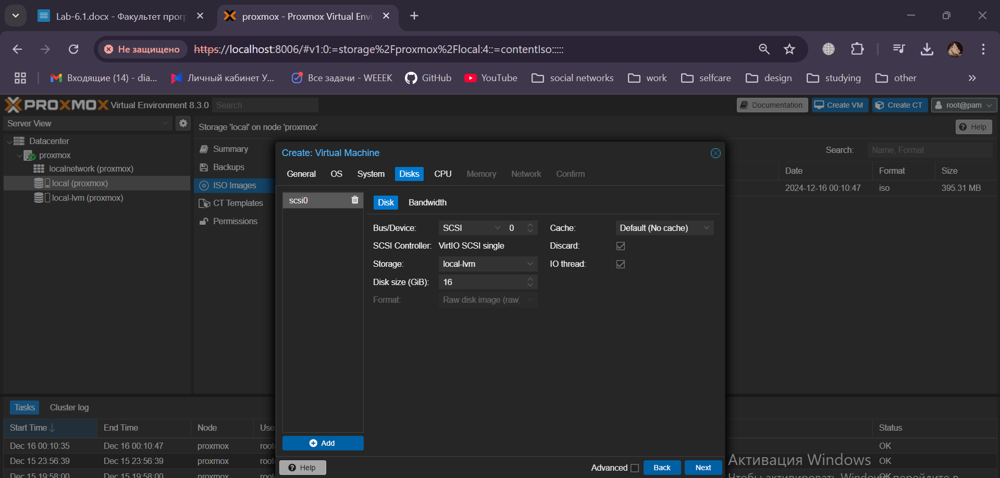 Lab-6.1.docx - Факультет прогр
proxmox - Proxmox Virtual Envi
Не защищено
https://localhost:8006/#v1:0:=storage%2Fproxmox%2Flocal:4::=contentIso:::::
Входящие (14) - dia...
Личный кабинет У...
Все задачи - WEEEK
GitHub
YouTube
social networks
work
selfcare
design
studying
other
PROXMOX Virtual Environment 8.3.0
Search
Documentation
Create VM
Create CT
root@pam
Server View
Storage 'local' on node 'proxmox'
Help
Datacenter
proxmox
localnetwork (proxmox)
local (proxmox)
local-lvm (proxmox)
Summary
Backups
ISO Images
CT Templates
Permissions
Search:
Name, Format
Date
Format
Size
2024-12-16 00:10:47
iso
395.31 MB
Create: Virtual Machine
General
OS
System
Disks
CPU
Memory
Network
Confirm
scsi0
Disk
Bandwidth
Bus/Device:
SCSI
0
Cache:
Default (No cache)
SCSI Controller:
VirtIO SCSI single
Discard:
Storage:
local-lvm
IO thread:
Disk size (GiB):
16
Format:
Raw disk image (raw)
Add
Help
Advanced
Back
Next
Tasks
Cluster log
Start Time
End Time
Node
Use
Status
Dec 16 00:10:35
Dec 16 00:10:47
proxmox
root
OK
Dec 15 23:56:39
Dec 15 23:56:39
proxmox
root
OK
Dec 15 19:58:00
Dec 15 19:58:00
proxmox
root
OK
Активация Windows
Чтобы активировать Windows, перейдите в